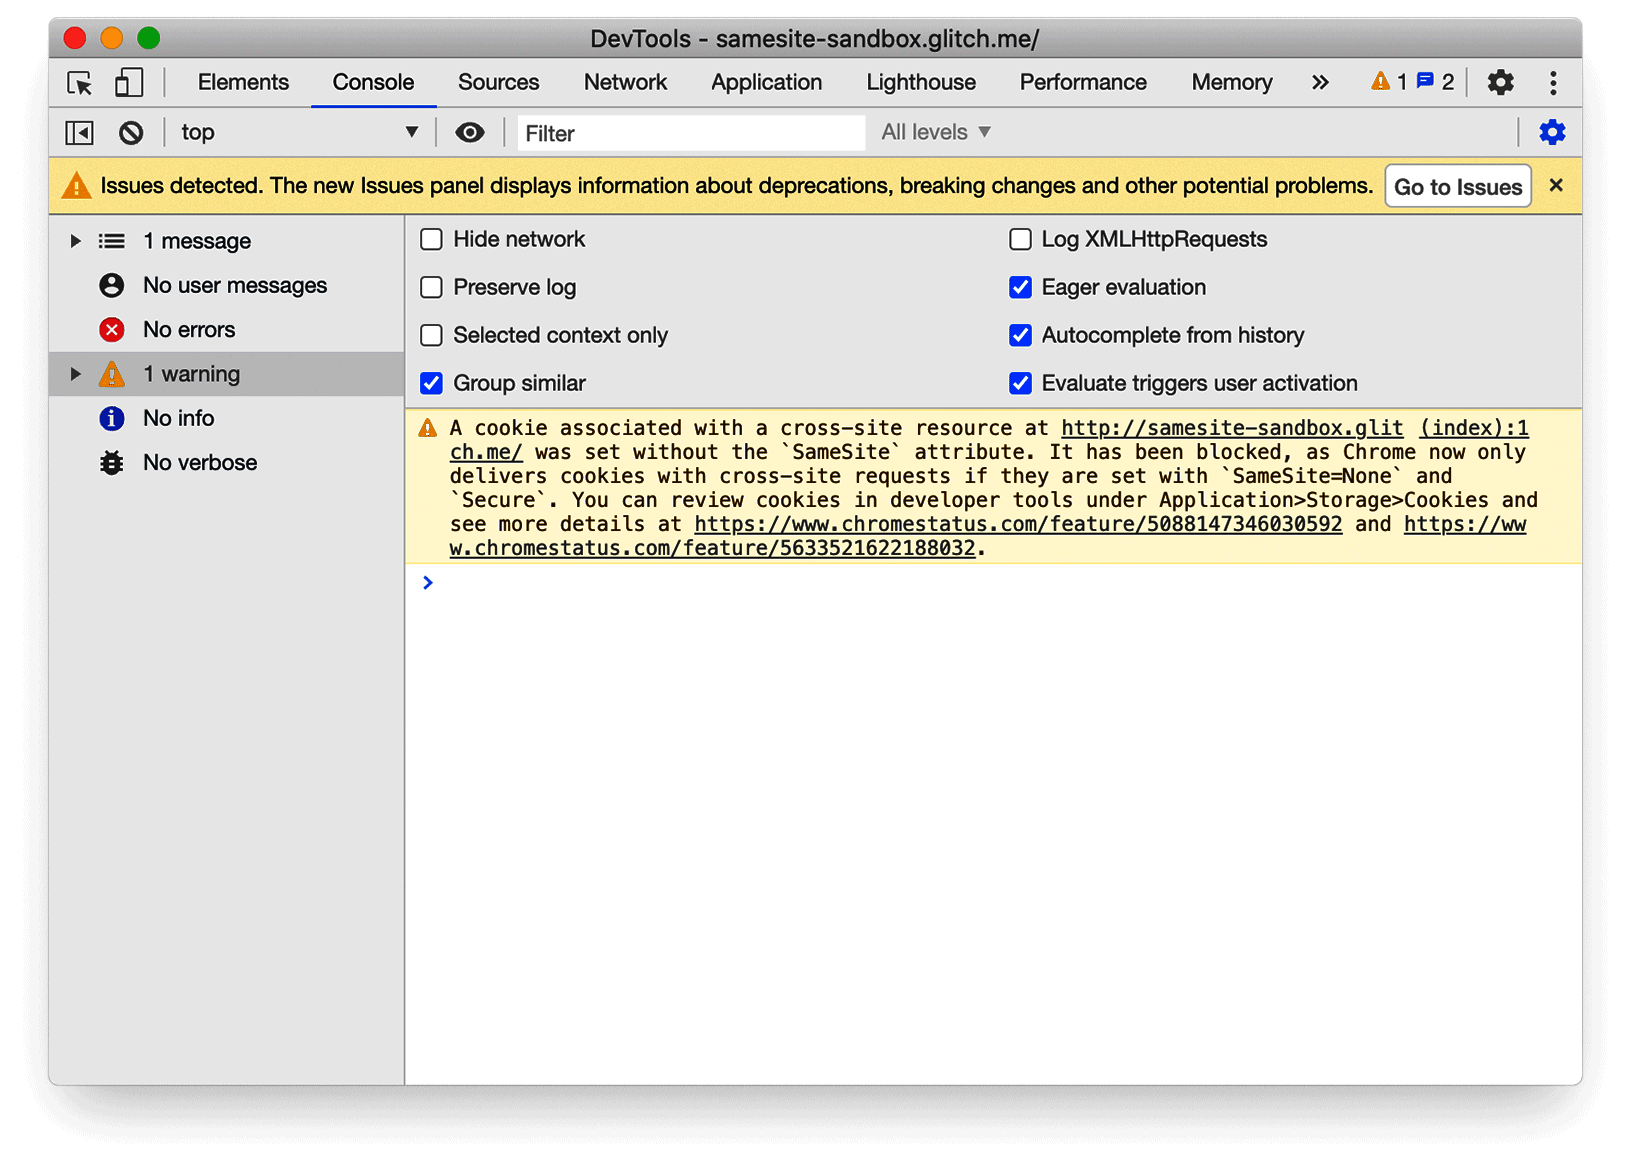 DevTools - samesite-sandbox.glitch.me/
Elements Console Sources Network Application Lighthouse Performance Memory » 1 2
top ▼ Filter All levels ▼
Issues detected. The new Issues panel displays information about deprecations, breaking changes and other potential problems. Go to Issues ×
1 message
No user messages
No errors
1 warning
No info
No verbose
Hide network Log XMLHttpRequests
Preserve log Eager evaluation
Selected context only Autocomplete from history
Group similar Evaluate triggers user activation
A cookie associated with a cross-site resource at http://samesite-sandbox.glit (index):1
ch.me/ was set without the `SameSite` attribute. It has been blocked, as Chrome now only
delivers cookies with cross-site requests if they are set with `SameSite=None` and
`Secure`. You can review cookies in developer tools under Application>Storage>Cookies and
see more details at https://www.chromestatus.com/feature/5088147346030592 and https://ww
w.chromestatus.com/feature/5633521622188032.
>